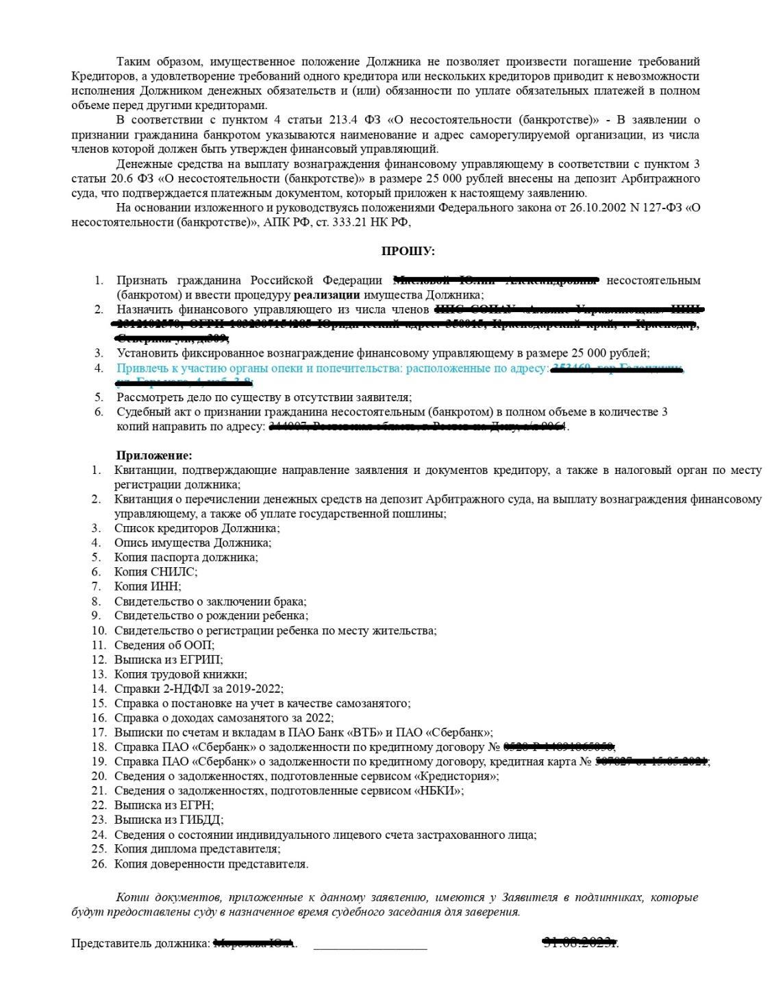 Таким образом, имущественное положение Должника не позволяет произвести погашение требований
Кредиторов, а удовлетворение требований одного кредитора или нескольких кредиторов приводит к невозможности
исполнения Должником денежных обязательств и (или) обязанности по уплате обязательных платежей в полном
объеме перед другими кредиторами.
В соответствии с пунктом 4 статьи 213.4 ФЗ «О несостоятельности (банкротстве)» - В заявлении о
признании гражданина банкротом указываются наименование и адрес саморегулируемой организации, из числа
членов которой должен быть утвержден финансовый управляющий.
Денежные средства на выплату вознаграждения финансовому управляющему в соответствии с пунктом 3
статьи 20.6 ФЗ «О несостоятельности (банкротстве)» в размере 25 000 рублей внесены на депозит Арбитражного
суда, что подтверждается платежным документом, который приложен к настоящему заявлению.
На основании изложенного и руководствуясь положениями Федерального закона от 26.10.2002 N 127-ФЗ «О
несостоятельности (банкротстве)», АПК РФ, ст. 333.21 НК РФ,
ПРОШУ:
1. Признать гражданина Российской Федерации несостоятельным
(банкротом) и ввести процедуру реализации имущества Должника;
2. Назначить финансового управляющего из числа членов
3. Установить фиксированное вознаграждение финансовому управляющему в размере 25 000 рублей;
4. Привлечь к участию органы опеки и попечительства: расположенные по адресу:
5. Рассмотреть дело по существу в отсутствии заявителя;
6. Судебный акт о признании гражданина несостоятельным (банкротом) в полном объеме в количестве 3
копий направить по адресу:
Приложение:
1. Квитанции, подтверждающие направление заявления и документов кредитору, а также в налоговый орган по месту
регистрации должника;
2. Квитанция о перечислении денежных средств на депозит Арбитражного суда, на выплату вознаграждения финансовому
управляющему, а также об уплате государственной пошлины;
3. Список кредиторов Должника;
4. Опись имущества Должника;
5. Копия паспорта должника;
6. Копия СНИЛС;
7. Копия ИНН;
8. Свидетельство о заключении брака;
9. Свидетельство о рождении ребенка;
10. Свидетельство о регистрации ребенка по месту жительства;
11. Сведения об ООП;
12. Выписка из ЕГРИП;
13. Копия трудовой книжки;
14. Справки 2-НДФЛ за 2019-2022;
15. Справка о постановке на учет в качестве самозанятого;
16. Справка о доходах самозанятого за 2022;
17. Выписки по счетам и вкладам в ПАО Банк «ВТБ» и ПАО «Сбербанк»;
18. Справка ПАО «Сбербанк» о задолженности по кредитному договору №
19. Справка ПАО «Сбербанк» о задолженности по кредитному договору, кредитная карта № ;
20. Сведения о задолженностях, подготовленные сервисом «Кредистория»;
21. Сведения о задолженностях, подготовленные сервисом «НБКИ»;
22. Выписка из ЕГРН;
23. Выписка из ГИБДД;
24. Сведения о состоянии индивидуального лицевого счета застрахованного лица;
25. Копия диплома представителя;
26. Копия доверенности представителя.
Копии документов, приложенные к данному заявлению, имеются у Заявителя в подлинниках, которые
будут предоставлены суду в назначенное время судебного заседания для заверения.
Представитель должника: